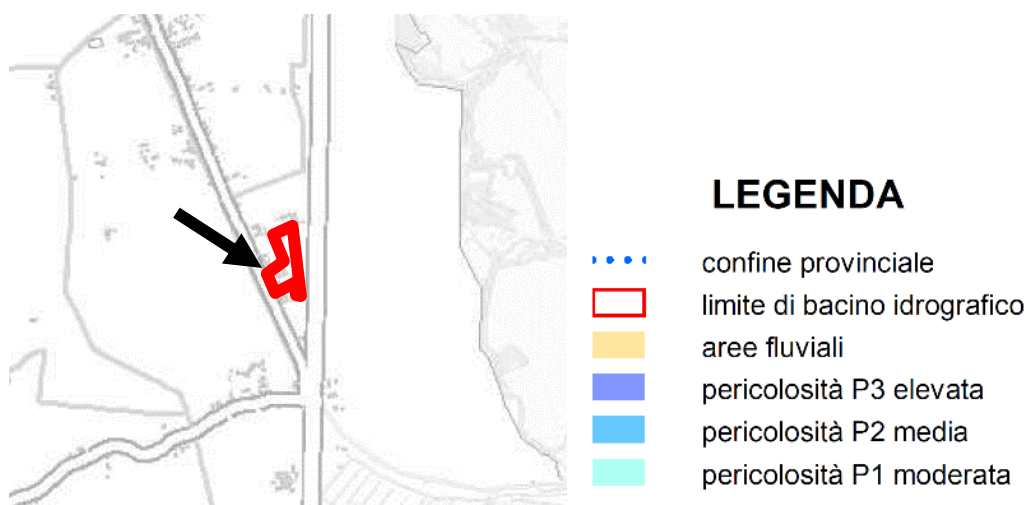 LEGENDA
confine provinciale
limite di bacino idrografico
aree fluviali
pericolosità P3 elevata
pericolosità P2 media
pericolosità P1 moderata